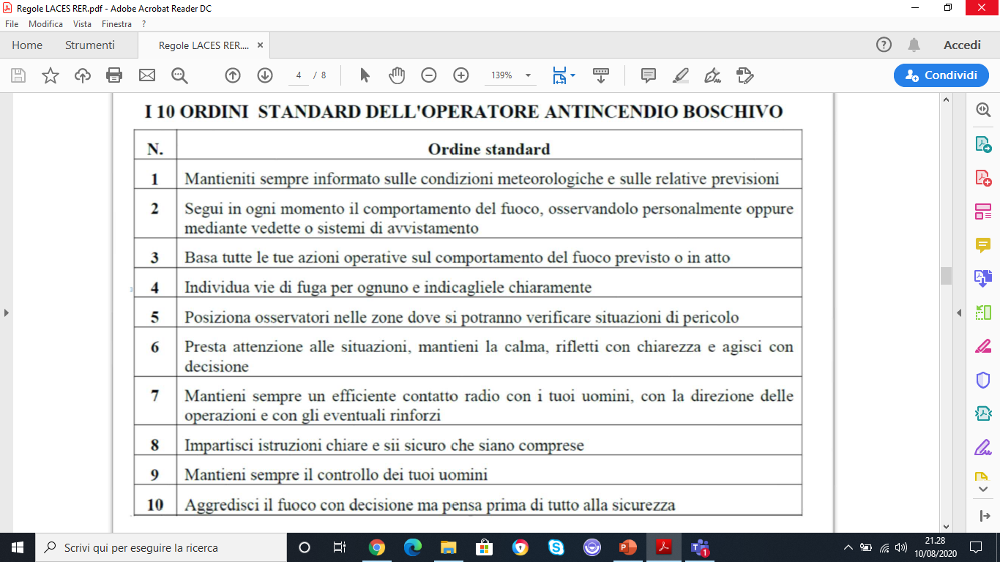 Regole LACES RER.pdf - Adobe Acrobat Reader DC
File Modifica Vista Finestra ?
Home Strumenti Regole LACES RER.... × Accedi
4 / 8 139% Condividi
I 10 ORDINI STANDARD DELL'OPERATORE ANTINCENDIO BOSCHIVO
N. Ordine standard
1 Mantieniti sempre informato sulle condizioni meteorologiche e sulle relative previsioni
2 Segui in ogni momento il comportamento del fuoco, osservandolo personalmente oppure
mediante vedette o sistemi di avvistamento
3 Basa tutte le tue azioni operative sul comportamento del fuoco previsto o in atto
4 Individua vie di fuga per ognuno e indicagliele chiaramente
5 Posiziona osservatori nelle zone dove si potranno verificare situazioni di pericolo
6 Presta attenzione alle situazioni, mantieni la calma, rifletti con chiarezza e agisci con
decisione
7 Mantieni sempre un efficiente contatto radio con i tuoi uomini, con la direzione delle
operazioni e con gli eventuali rinforzi
8 Impartisci istruzioni chiare e sii sicuro che siano comprese
9 Mantieni sempre il controllo dei tuoi uomini
10 Aggredisci il fuoco con decisione ma pensa prima di tutto alla sicurezza
Scrivi qui per eseguire la ricerca
1
21.28
10/08/2020